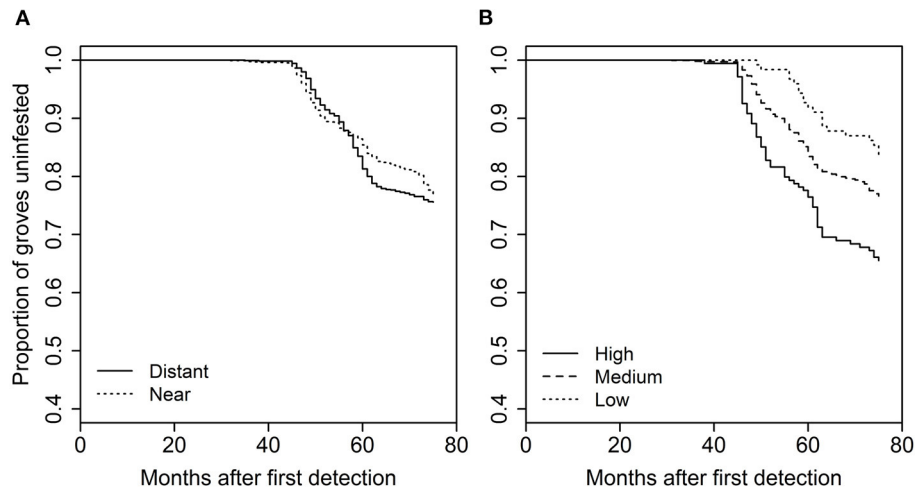 A
B
Proportion of groves uninfested
1.0
0.9
0.8
0.7
0.6
0.5
0.4
Distant
Near
0 20 40 60 80
Months after first detection
1.0
0.9
0.8
0.7
0.6
0.5
0.4
High
Medium
Low
0 20 40 60 80
Months after first detection